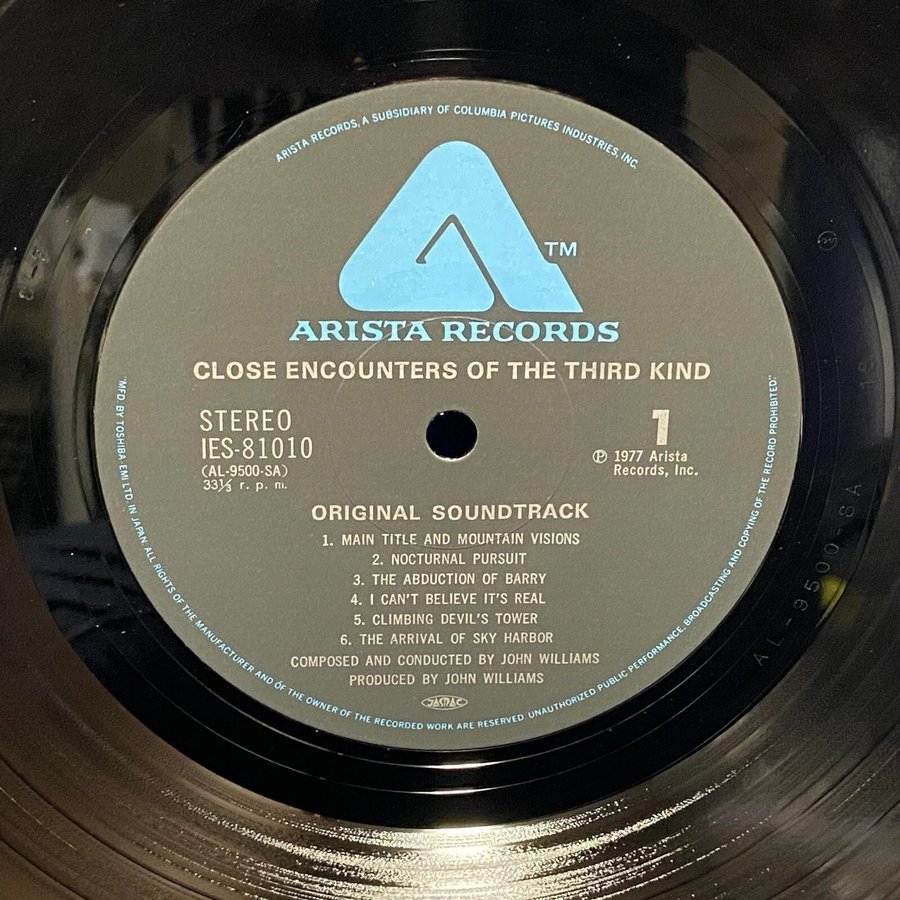 ARISTA RECORDS, A SUBSIDIARY OF COLUMBIA PICTURES INDUSTRIES, INC.
TM
ARISTA RECORDS
CLOSE ENCOUNTERS OF THE THIRD KIND
STEREO
IES-81010
(AL-9500-SA)
33⅓ r. p. m.
1
Ⓟ 1977 Arista
Records, Inc.
ORIGINAL SOUNDTRACK
1. MAIN TITLE AND MOUNTAIN VISIONS
2. NOCTURNAL PURSUIT
3. THE ABDUCTION OF BARRY
4. I CAN'T BELIEVE IT'S REAL
5. CLIMBING DEVIL'S TOWER
6. THE ARRIVAL OF SKY HARBOR
COMPOSED AND CONDUCTED BY JOHN WILLIAMS
PRODUCED BY JOHN WILLIAMS
JASRAC
"MFD. BY TOSHIBA-EMI LTD. IN JAPAN. ALL RIGHTS OF THE MANUFACTURER AND OF THE OWNER OF THE RECORDED WORK ARE RESERVED. UNAUTHORIZED PUBLIC PERFORMANCE, BROADCASTING AND COPYING OF THE RECORD PROHIBITED."
AL-9500-SA 1S